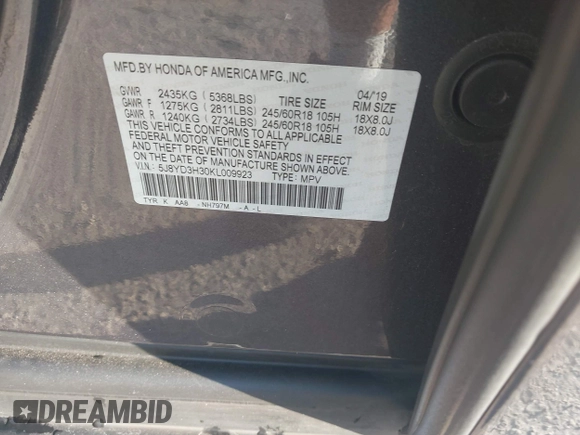 MFD.BY HONDA OF AMERICA MFG.,INC.
04/19
GVWR 2435KG ( 5368LBS) TIRE SIZE RIM SIZE
GAWR F 1275KG ( 2811LBS) 245/60R18 105H 18X8.0J
GAWR R 1240KG ( 2734LBS) 245/60R18 105H 18X8.0J
THIS VEHICLE CONFORMS TO ALL APPLICABLE
FEDERAL MOTOR VEHICLE SAFETY
AND THEFT PREVENTION STANDARDS IN
EFFECT ON THE DATE OF MANUFACTURE SHOWN ABOVE.
V.I.N.: 5J8YD3H30KL009923 TYPE: MPV
TYR K AA8 -NH797M -A -L
DREAMBID